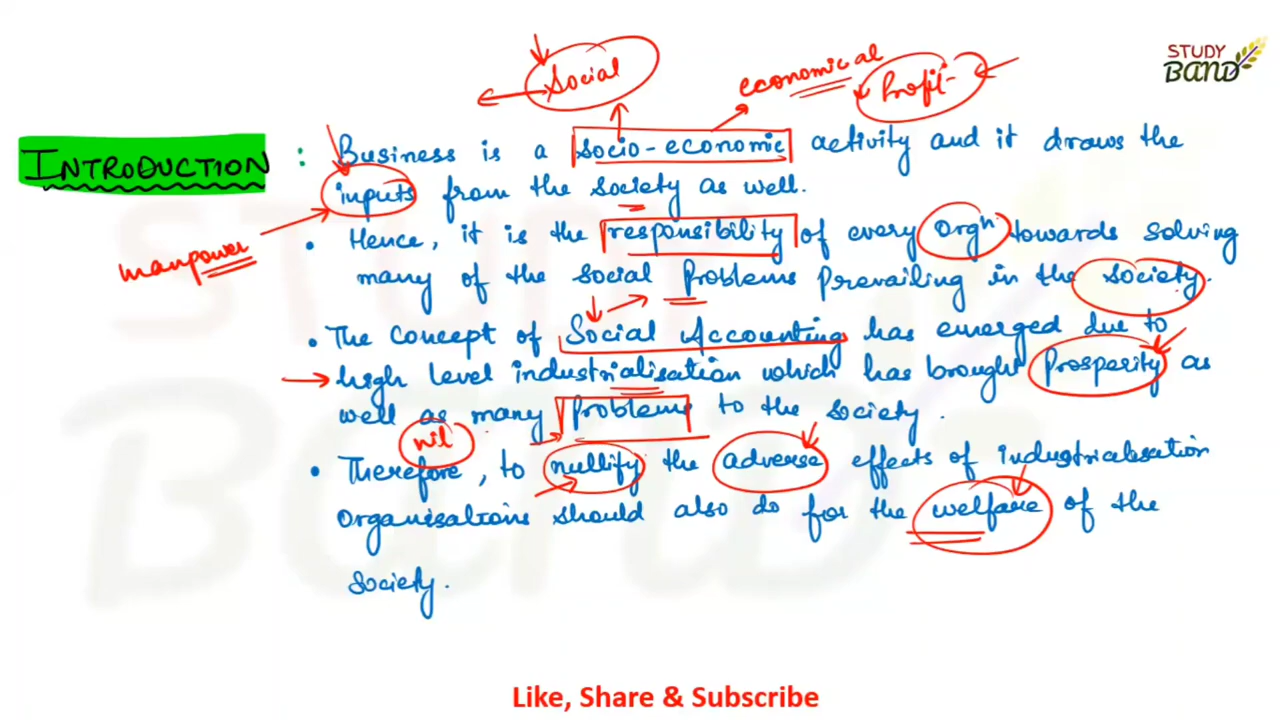 Social
economical
Profit
STUDY
BAND
INTRODUCTION : Business is a socio-economic activity and it draws the
inputs from the society as well.
manpower
• Hence, it is the responsibility of every Orgn towards solving
many of the social Problems Prevailing in the society.
• The concept of Social Accounting has emerged due to
high level industrialisation which has brought Prosperity as
well as many problems to the society.
nil
• Therefore, to nullify the adverse effects of industrialisation
Organisations should also do for the welfare of the
society.
STUDY
BAND
Like, Share & Subscribe